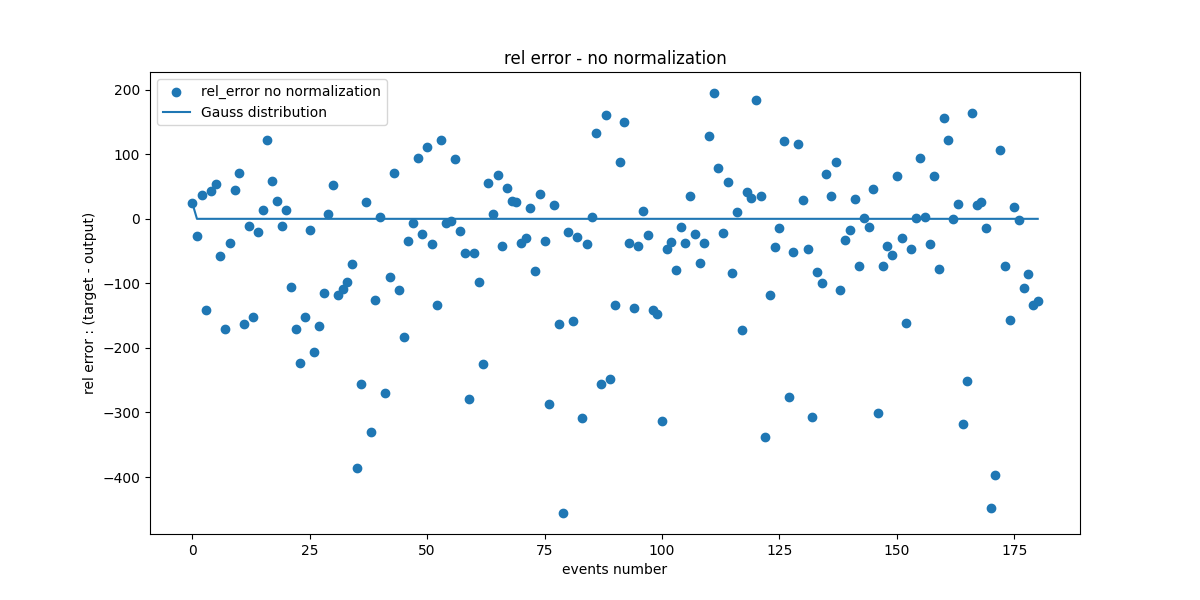 rel error - no normalization
rel_error no normalization
Gauss distribution
rel error : (target - output)
200
100
0
−100
−200
−300
−400
0 25 50 75 100 125 150 175
events number